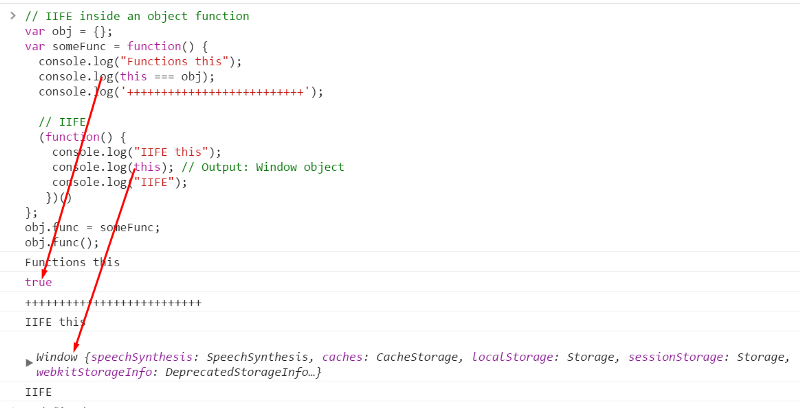 > // IIFE inside an object function
var obj = {};
var someFunc = function() {
console.log("Functions this");
console.log(this === obj);
console.log('++++++++++++++++++++++++++');
// IIFE
(function() {
console.log("IIFE this");
console.log(this); // Output: Window object
console.log("IIFE");
})()
};
obj.func = someFunc;
obj.func();
Functions this
true
++++++++++++++++++++++++++
IIFE this
Window {speechSynthesis: SpeechSynthesis, caches: CacheStorage, localStorage: Storage, sessionStorage: Storage,
webkitStorageInfo: DeprecatedStorageInfo…}
IIFE